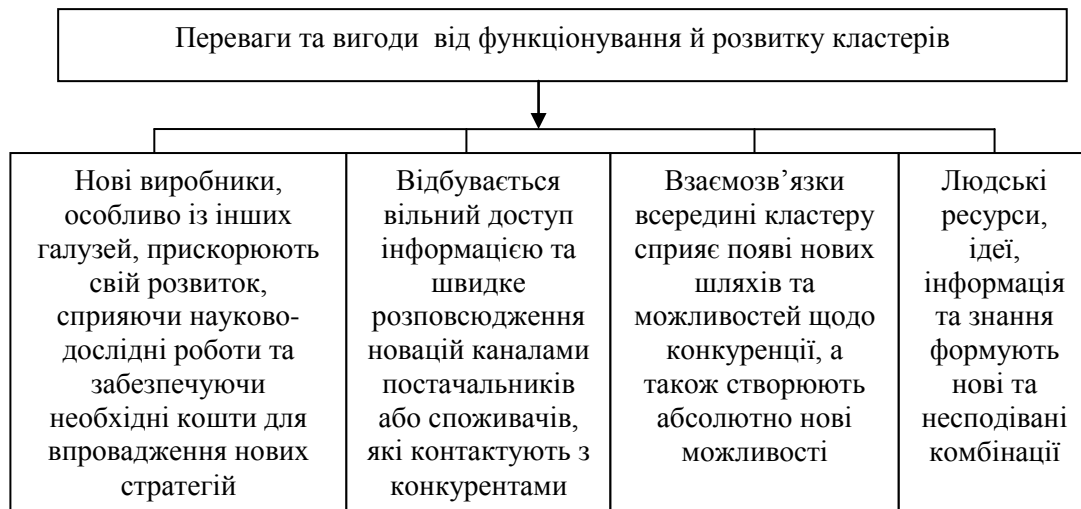 Переваги та вигоди від функціонування й розвитку кластерів
Нові виробники,
особливо із інших
галузей, прискорюють
свій розвиток,
сприяючи науково-
дослідні роботи та
забезпечуючи
необхідні кошти для
впровадження нових
стратегій
Відбувається
вільний доступ
інформацією та
швидке
розповсюдження
новацій каналами
постачальників
або споживачів,
які контактують з
конкурентами
Взаємозв’язки
всередині кластеру
сприяє появі нових
шляхів та
можливостей щодо
конкуренції, а
також створюють
абсолютно нові
можливості
Людські
ресурси,
ідеї,
інформація
та знання
формують
нові та
несподівані
комбінації